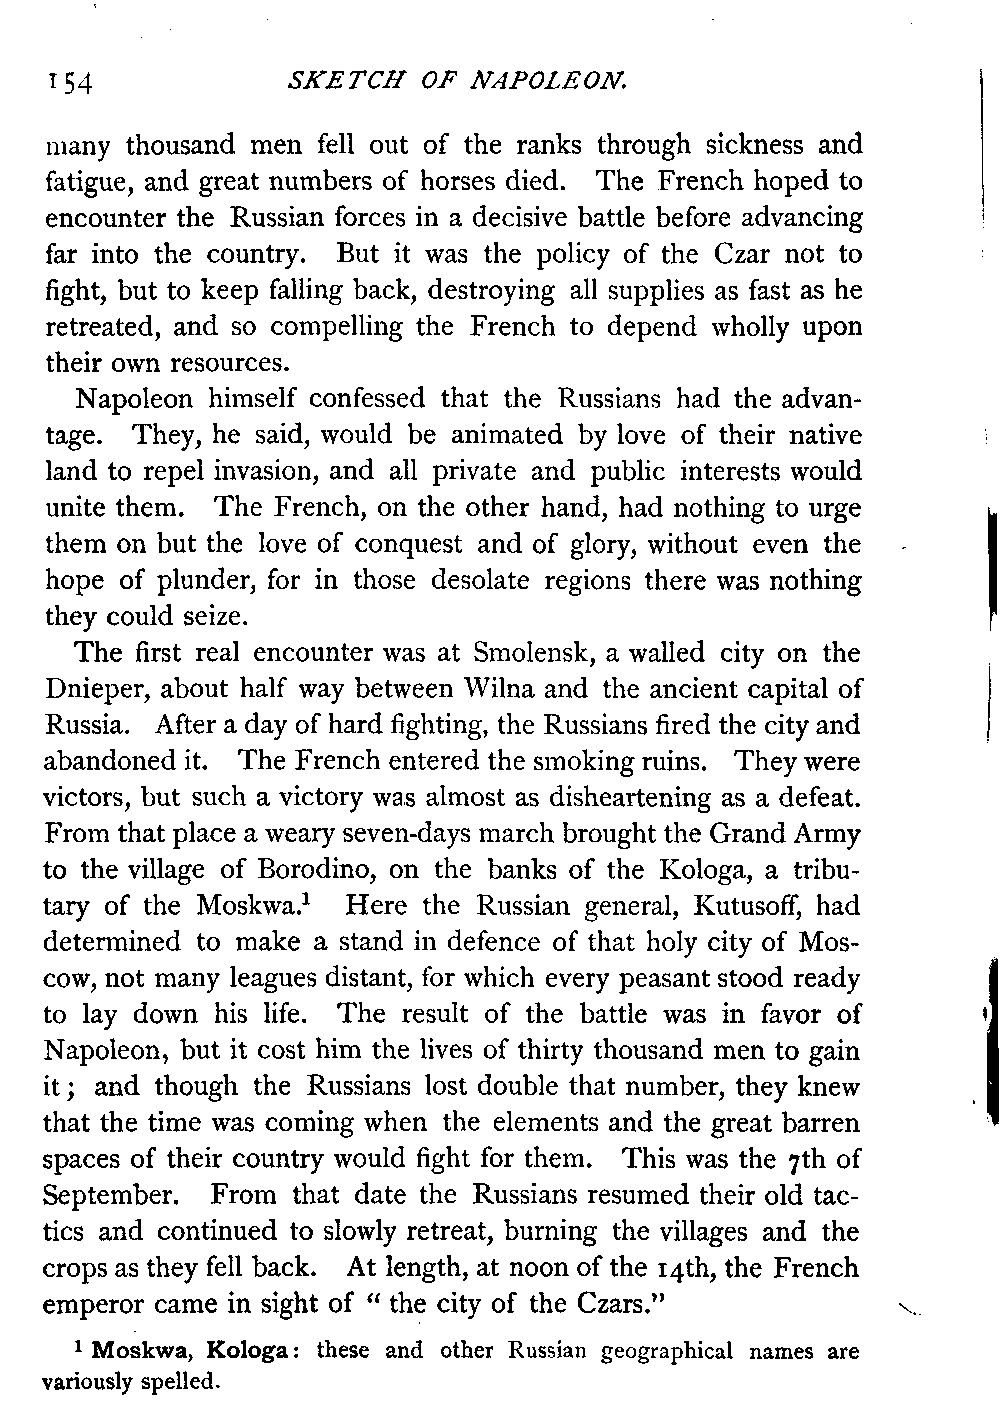 154 SKETCH OF NAPOLEON.
many thousand men fell out of the ranks through sickness and
fatigue, and great numbers of horses died. The French hoped to
encounter the Russian forces in a decisive battle before advancing
far into the country. But it was the policy of the Czar not to
fight, but to keep falling back, destroying all supplies as fast as he
retreated, and so compelling the French to depend wholly upon
their own resources.
Napoleon himself confessed that the Russians had the advan-
tage. They, he said, would be animated by love of their native
land to repel invasion, and all private and public interests would
unite them. The French, on the other hand, had nothing to urge
them on but the love of conquest and of glory, without even the
hope of plunder, for in those desolate regions there was nothing
they could seize.
The first real encounter was at Smolensk, a walled city on the
Dnieper, about half way between Wilna and the ancient capital of
Russia. After a day of hard fighting, the Russians fired the city and
abandoned it. The French entered the smoking ruins. They were
victors, but such a victory was almost as disheartening as a defeat.
From that place a weary seven-days march brought the Grand Army
to the village of Borodino, on the banks of the Kologa, a tribu-
tary of the Moskwa.¹ Here the Russian general, Kutusoff, had
determined to make a stand in defence of that holy city of Mos-
cow, not many leagues distant, for which every peasant stood ready
to lay down his life. The result of the battle was in favor of
Napoleon, but it cost him the lives of thirty thousand men to gain
it; and though the Russians lost double that number, they knew
that the time was coming when the elements and the great barren
spaces of their country would fight for them. This was the 7th of
September. From that date the Russians resumed their old tac-
tics and continued to slowly retreat, burning the villages and the
crops as they fell back. At length, at noon of the 14th, the French
emperor came in sight of “ the city of the Czars.”
¹ Moskwa, Kologa: these and other Russian geographical names are
variously spelled.